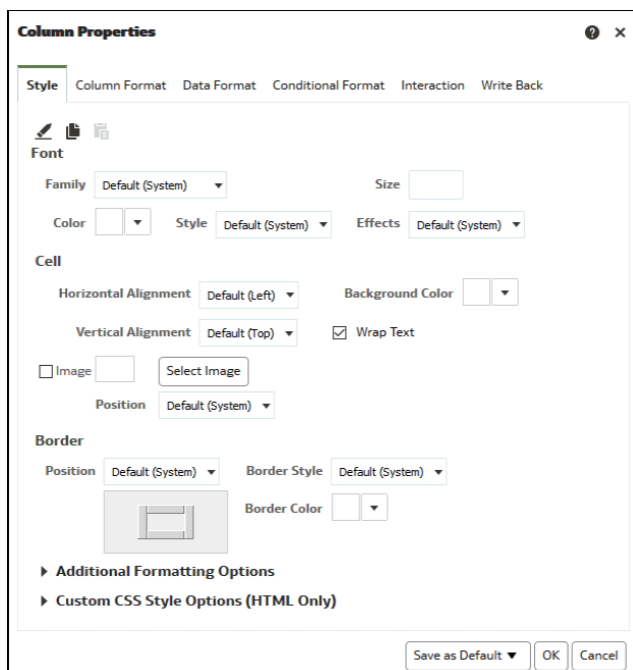 Column Properties
Style Column Format Data Format Conditional Format Interaction Write Back
Font
Family Default (System) Size
Color Style Default (System) Effects Default (System)
Cell
Horizontal Alignment Default (Left) Background Color
Vertical Alignment Default (Top) Wrap Text
Image Select Image
Position Default (System)
Border
Position Default (System) Border Style Default (System)
Border Color
Additional Formatting Options
Custom CSS Style Options (HTML Only)
Save as Default OK Cancel